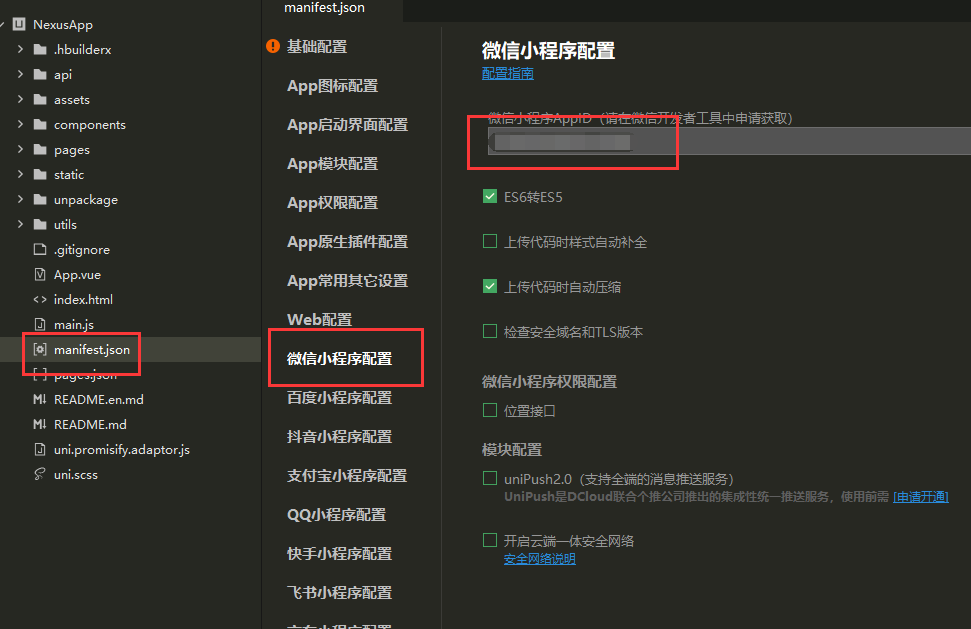 NexusApp
.hbuilderx
api
assets
components
pages
static
unpackage
utils
.gitignore
App.vue
index.html
main.js
manifest.json
pages.json
README.en.md
README.md
uni.promisify.adaptor.js
uni.scss
manifest.json
基础配置
App图标配置
App启动界面配置
App模块配置
App权限配置
App原生插件配置
App常用其它设置
Web配置
微信小程序配置
百度小程序配置
抖音小程序配置
支付宝小程序配置
QQ小程序配置
快手小程序配置
飞书小程序配置
微信小程序配置
配置指南
微信小程序AppID（请在微信开发者工具中申请获取）
ES6转ES5
上传代码时样式自动补全
上传代码时自动压缩
检查安全域名和TLS版本
微信小程序权限配置
位置接口
模块配置
uniPush2.0（支持全端的消息推送服务）
UniPush是DCloud联合个推公司推出的集成性统一推送服务，使用前需 [申请开通]
开启云端一体安全网络
安全网络说明